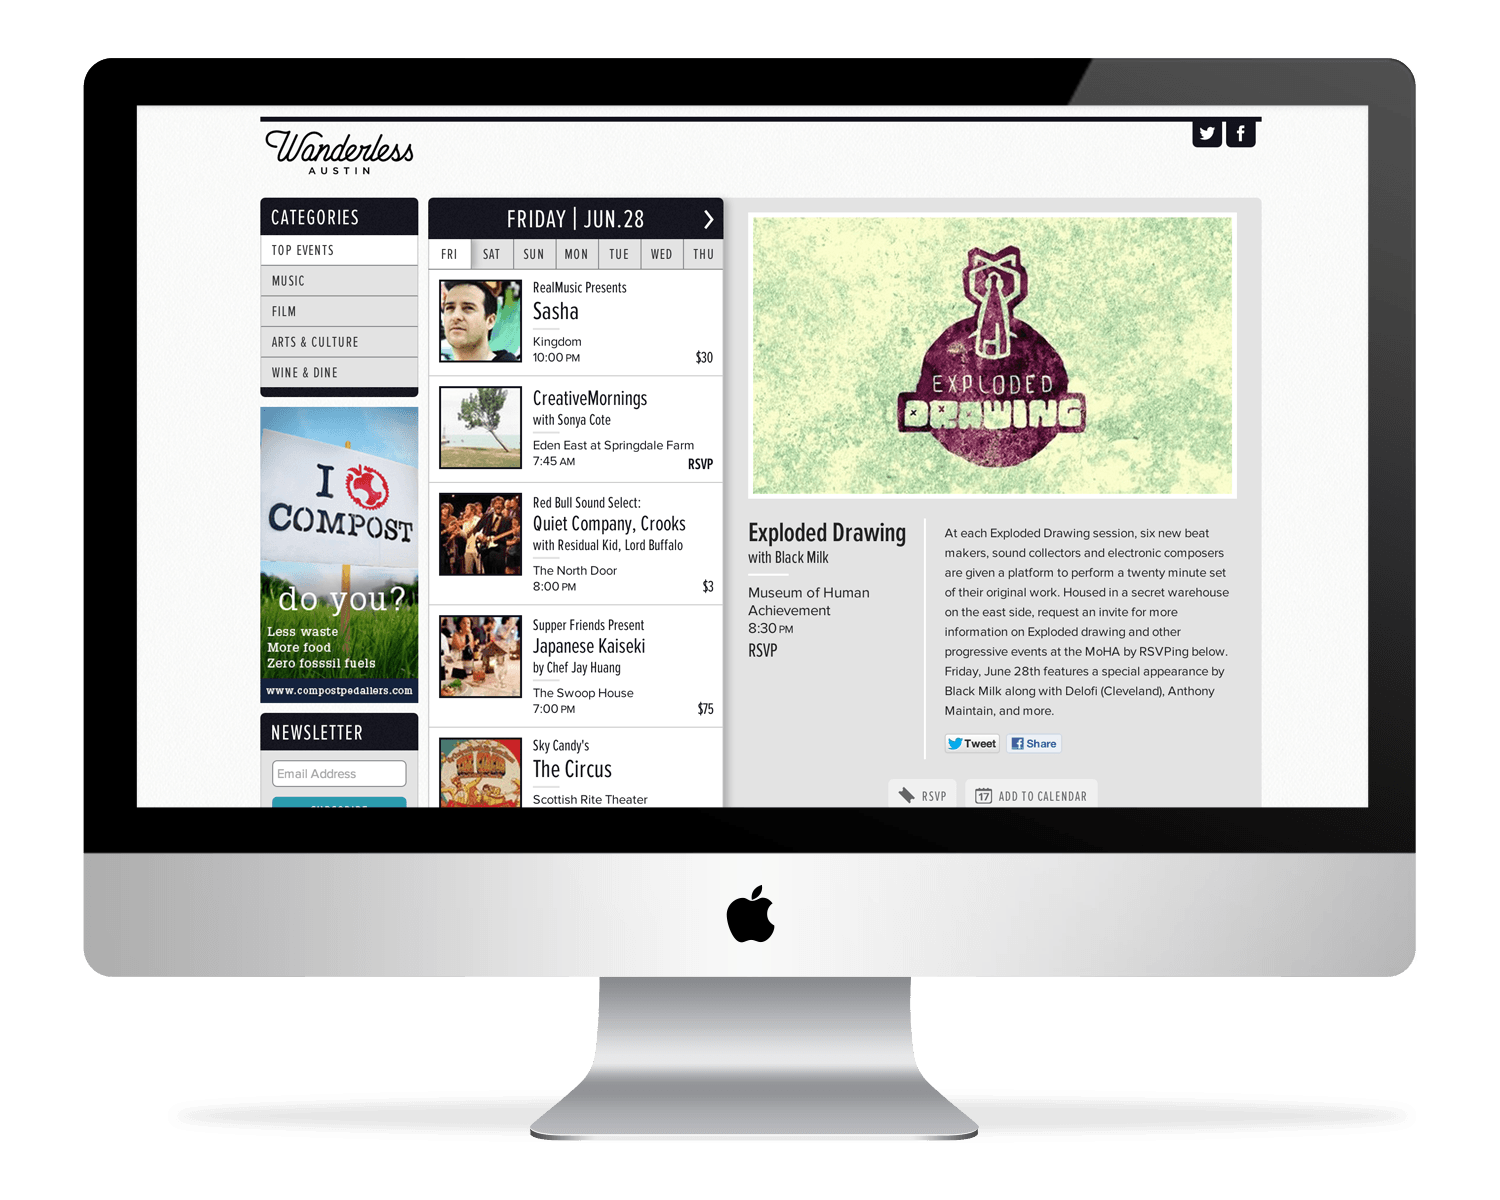 Wanderless
AUSTIN
CATEGORIES
TOP EVENTS
MUSIC
FILM
ARTS & CULTURE
WINE & DINE
I
COMPOST
do you?
Less waste
More food
Zero fosssil fuels
www.compostpedallers.com
NEWSLETTER
Email Address
SUBSCRIBE
FRIDAY | JUN.28
FRI SAT SUN MON TUE WED THU
RealMusic Presents
Sasha
Kingdom
10:00 PM $30
CreativeMornings
with Sonya Cote
Eden East at Springdale Farm
7:45 AM RSVP
Red Bull Sound Select:
Quiet Company, Crooks
with Residual Kid, Lord Buffalo
The North Door
8:00 PM $3
Supper Friends Present
Japanese Kaiseki
by Chef Jay Huang
The Swoop House
7:00 PM $75
THE CIRCUS
Sky Candy's
The Circus
Scottish Rite Theater
EXPLODED
DRAWING
Exploded Drawing
with Black Milk
Museum of Human
Achievement
8:30 PM
RSVP
At each Exploded Drawing session, six new beat
makers, sound collectors and electronic composers
are given a platform to perform a twenty minute set
of their original work. Housed in a secret warehouse
on the east side, request an invite for more
information on Exploded drawing and other
progressive events at the MoHA by RSVPing below.
Friday, June 28th features a special appearance by
Black Milk along with Delofi (Cleveland), Anthony
Maintain, and more.
Tweet Share
RSVP 17 ADD TO CALENDAR